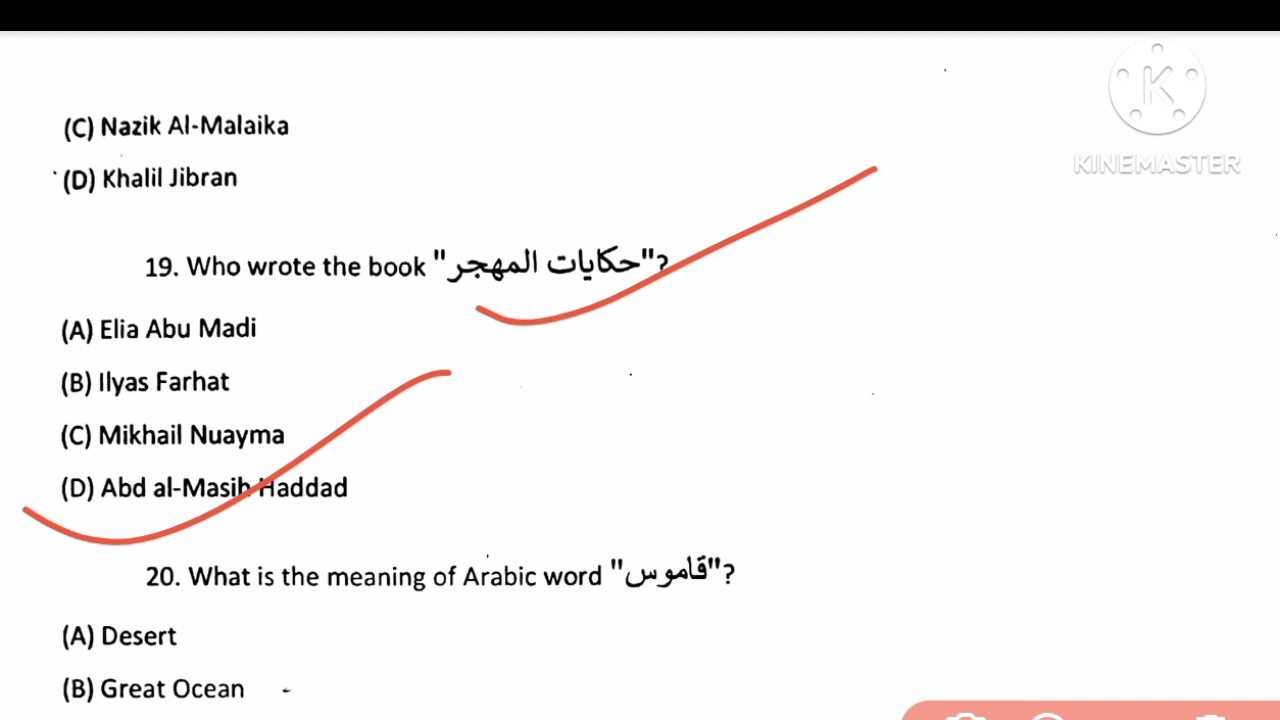 K
KINEMASTER
(C) Nazik Al-Malaika
(D) Khalil Jibran
19. Who wrote the book "حكايات المهجر"?
(A) Elia Abu Madi
(B) Ilyas Farhat
(C) Mikhail Nuayma
(D) Abd al-Masih Haddad
20. What is the meaning of Arabic word "قاموس"?
(A) Desert
(B) Great Ocean